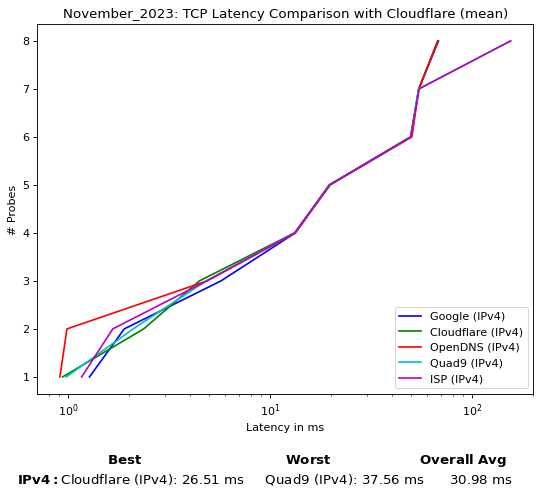 November_2023: TCP Latency Comparison with Cloudflare (mean)
8
7
6
5
4
3
2
1
# Probes
Google (IPv4)
Cloudflare (IPv4)
OpenDNS (IPv4)
Quad9 (IPv4)
ISP (IPv4)
10⁰ 10¹ 10²
Latency in ms
Best Worst Overall Avg
IPv4: Cloudflare (IPv4): 26.51 ms Quad9 (IPv4): 37.56 ms 30.98 ms